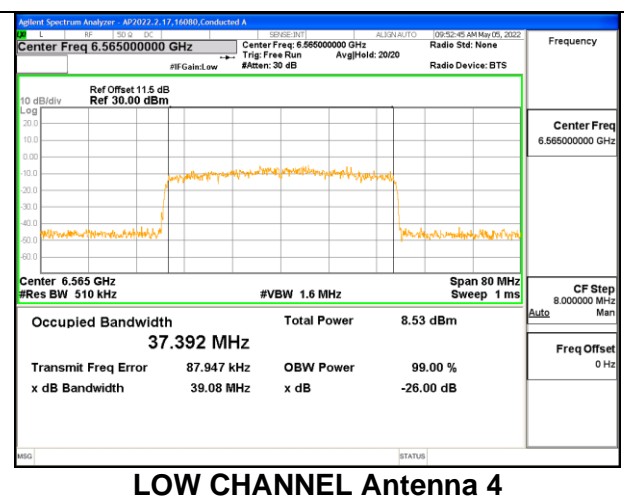 Agilent Spectrum Analyzer - AP2022.2.17,16080,Conducted A
L RF 50 Ω DC SENSE:INT ALIGN AUTO 09:52:45 AM May 05, 2022
Center Freq 6.565000000 GHz
Center Freq: 6.565000000 GHz
Radio Std: None
Trig: Free Run Avg|Hold: 20/20
#IFGain:Low #Atten: 30 dB Radio Device: BTS
Frequency
Ref Offset 11.5 dB
10 dB/div Ref 30.00 dBm
Log
20.0
10.0
0.00
-10.0
-20.0
-30.0
-40.0
-50.0
-60.0
Center Freq
6.565000000 GHz
Center 6.565 GHz Span 80 MHz
#Res BW 510 kHz #VBW 1.6 MHz Sweep 1 ms
CF Step
8.000000 MHz
Auto Man
Occupied Bandwidth Total Power 8.53 dBm
37.392 MHz
Transmit Freq Error 87.947 kHz OBW Power 99.00 %
x dB Bandwidth 39.08 MHz x dB -26.00 dB
Freq Offset
0 Hz
MSG STATUS
LOW CHANNEL Antenna 4